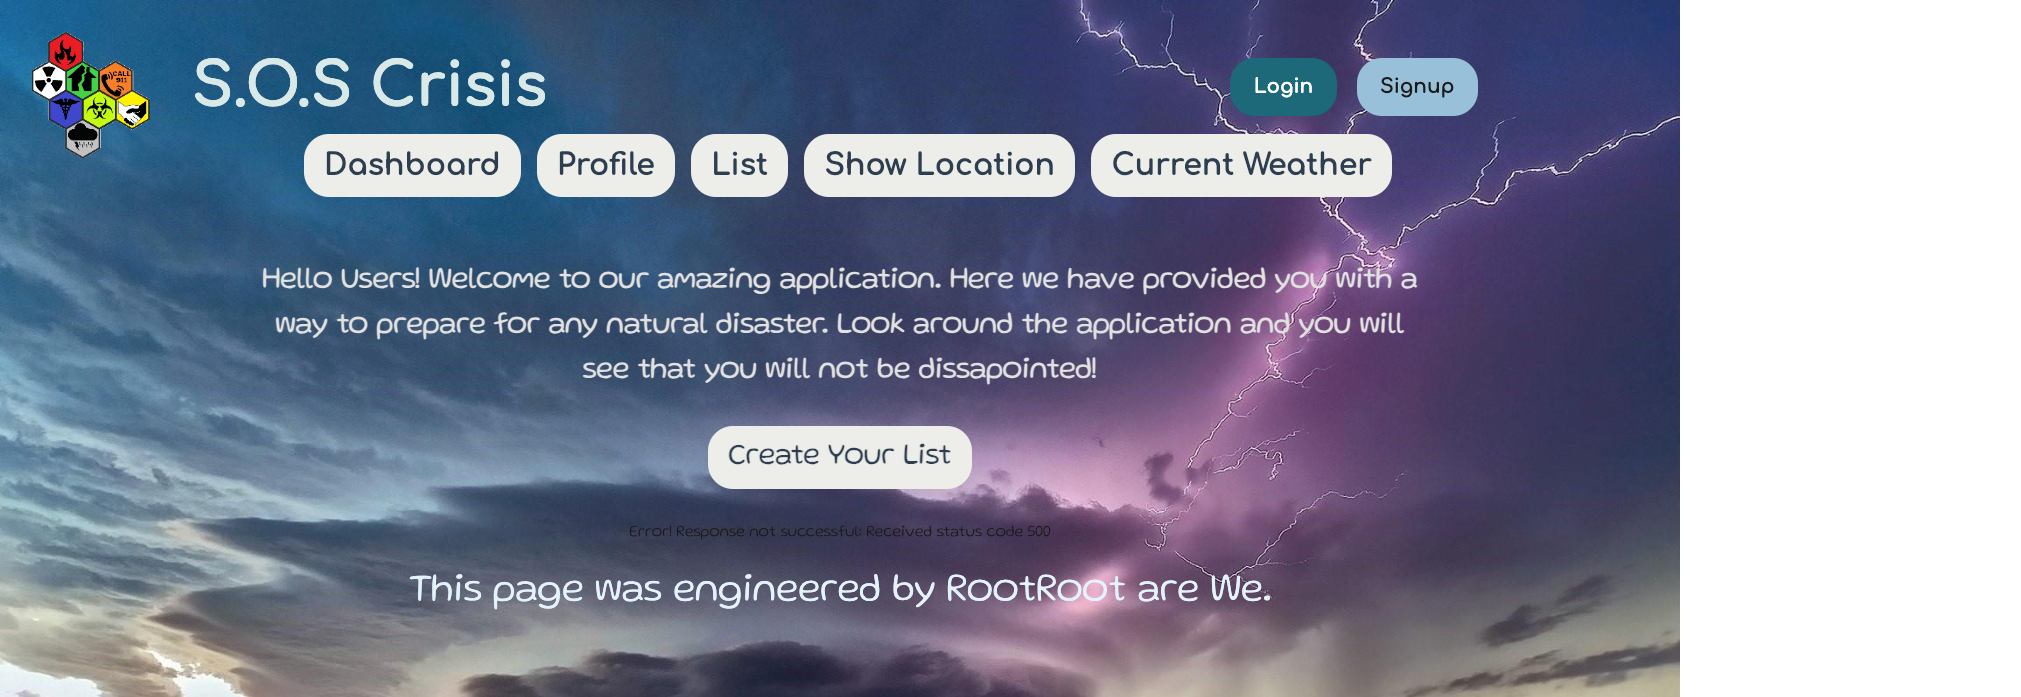 CALL
911
S.O.S Crisis
Login
Signup
Dashboard
Profile
List
Show Location
Current Weather
Hello Users! Welcome to our amazing application. Here we have provided you with a
way to prepare for any natural disaster. Look around the application and you will
see that you will not be dissapointed!
Create Your List
Error! Response not successful: Received status code 500
This page was engineered by RootRoot are We.